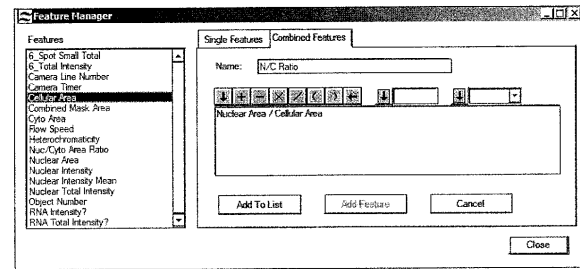 Feature Manager
Features
6_Spot Small Total
6_Total Intensity
Camera Line Number
Camera Timer
Cellular Area
Combined Mask Area
Cyto Area
Flow Speed
Heterochromaticity
Nuc/Cyto Area Ratio
Nuclear Area
Nuclear Intensity
Nuclear Intensity Mean
Nuclear Total Intensity
Object Number
RNA Intensity?
RNA Total Intensity?
Single Features
Combined Features
Name:
N/C Ratio
Nuclear Area / Cellular Area
Add To List
Add Feature
Cancel
Close